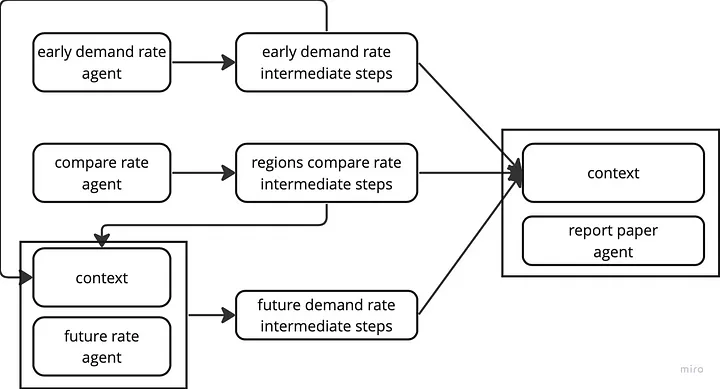 early demand rate
agent
early demand rate
intermediate steps
compare rate
agent
regions compare rate
intermediate steps
context
report paper
agent
context
future rate
agent
future demand rate
intermediate steps
miro